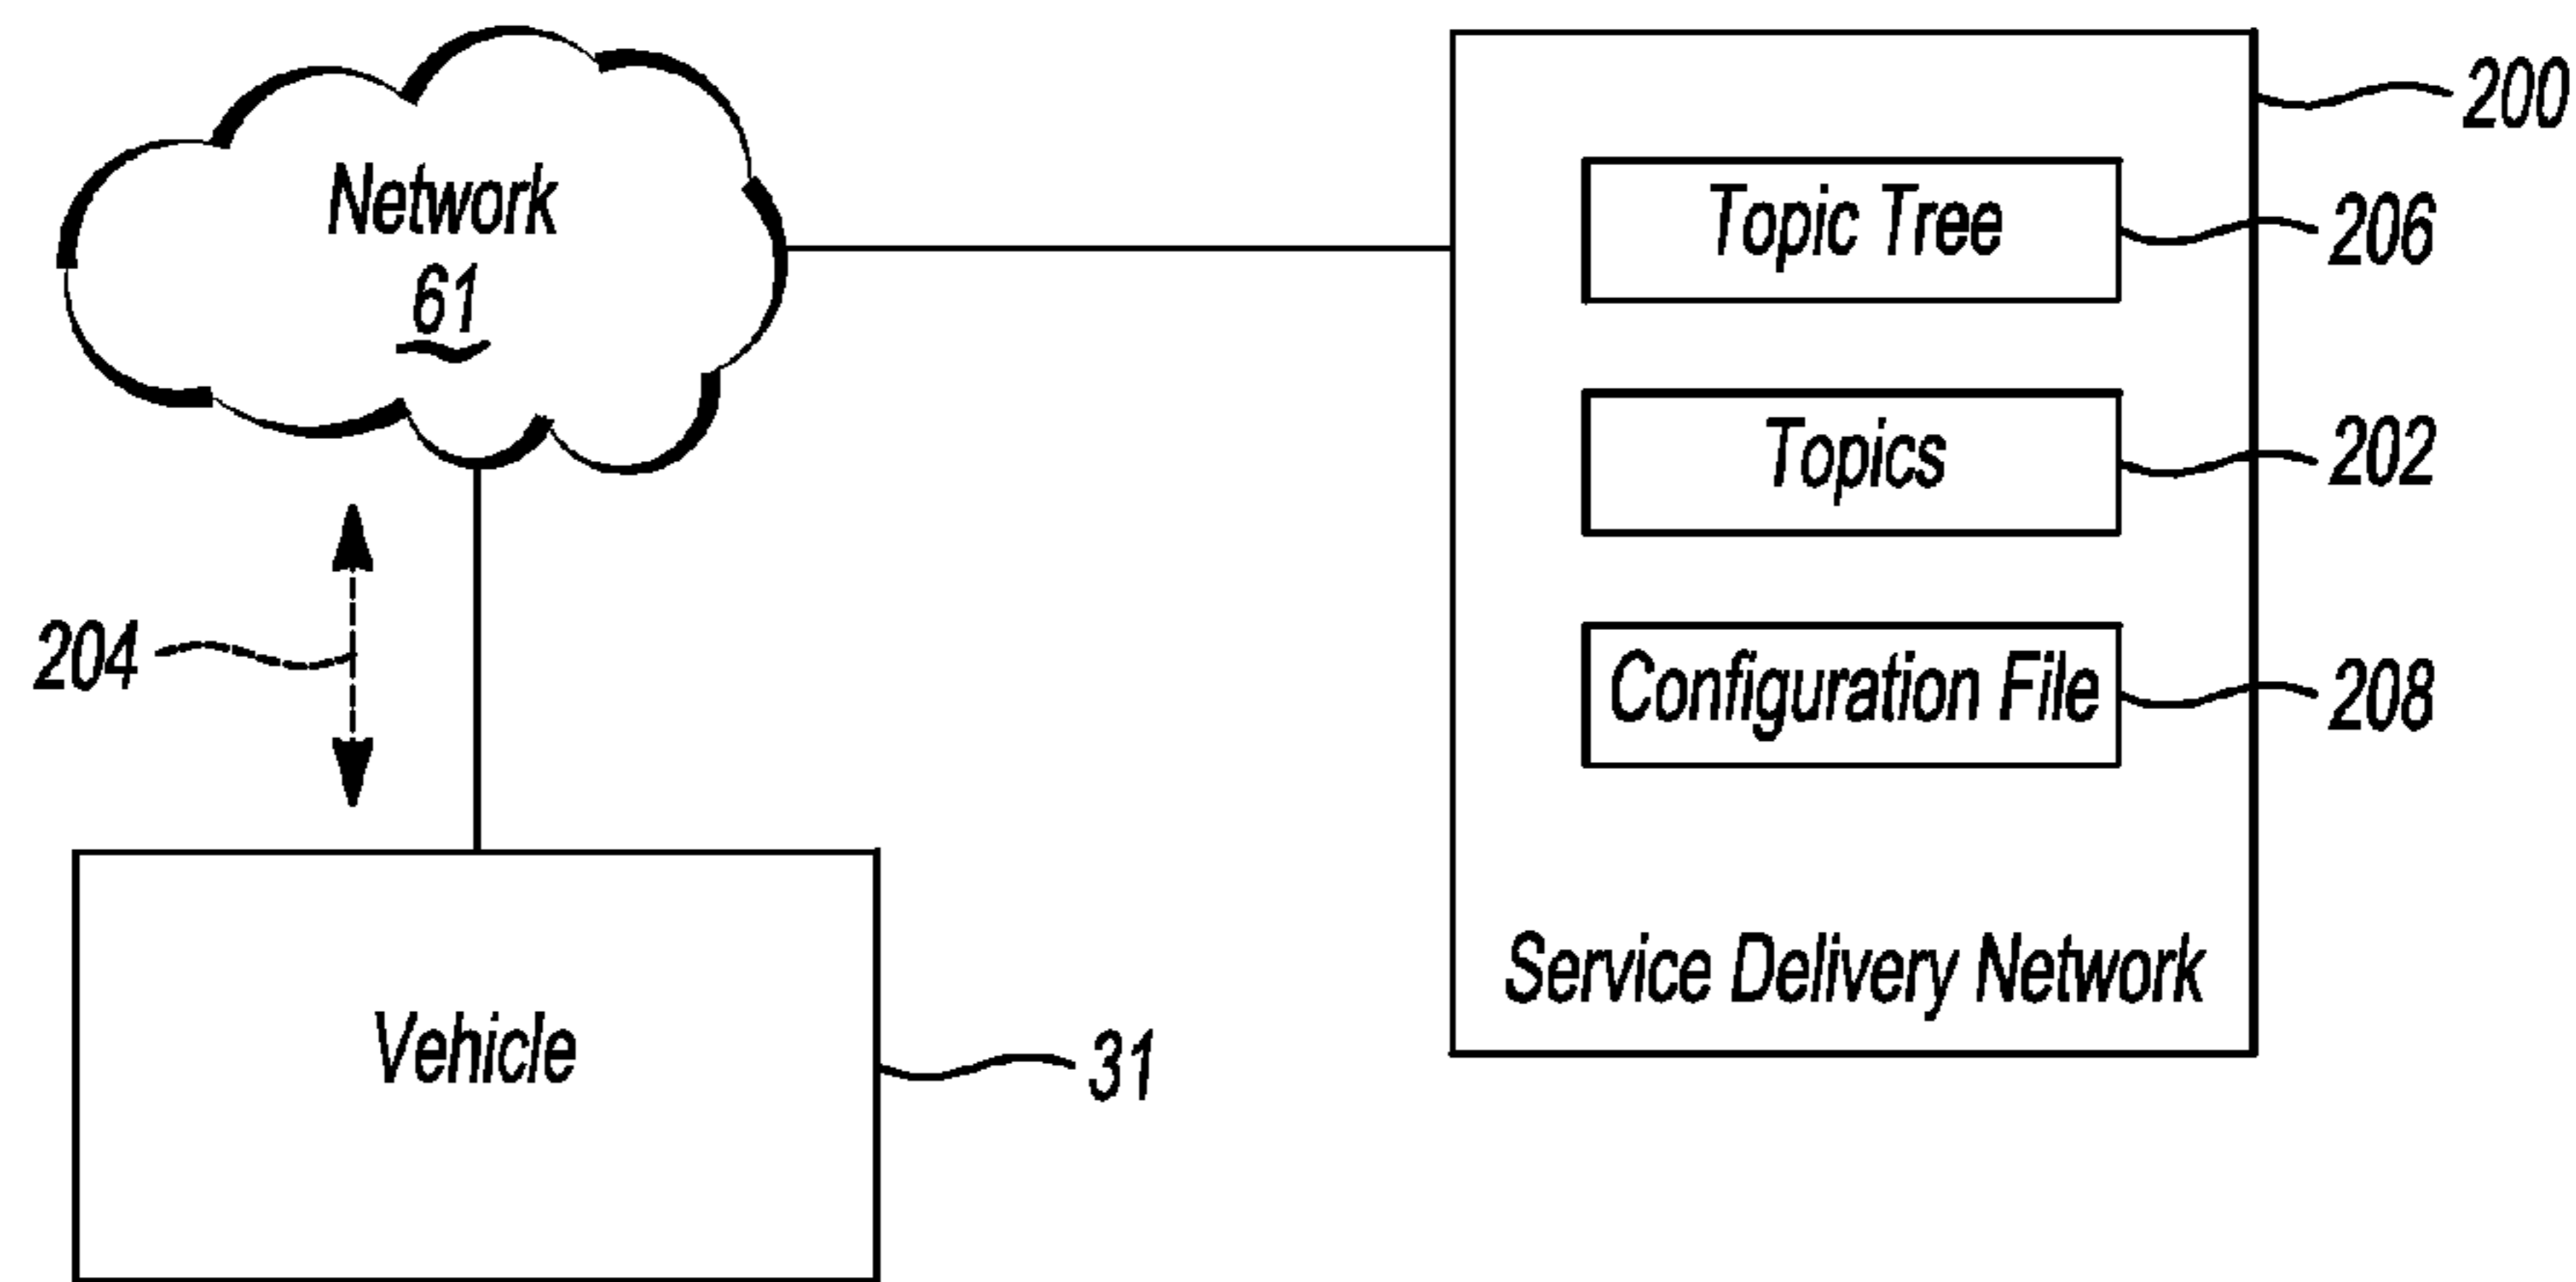 Network
61
200
Topic Tree
206
Topics
202
Configuration File
208
Service Delivery Network
204
Vehicle
31